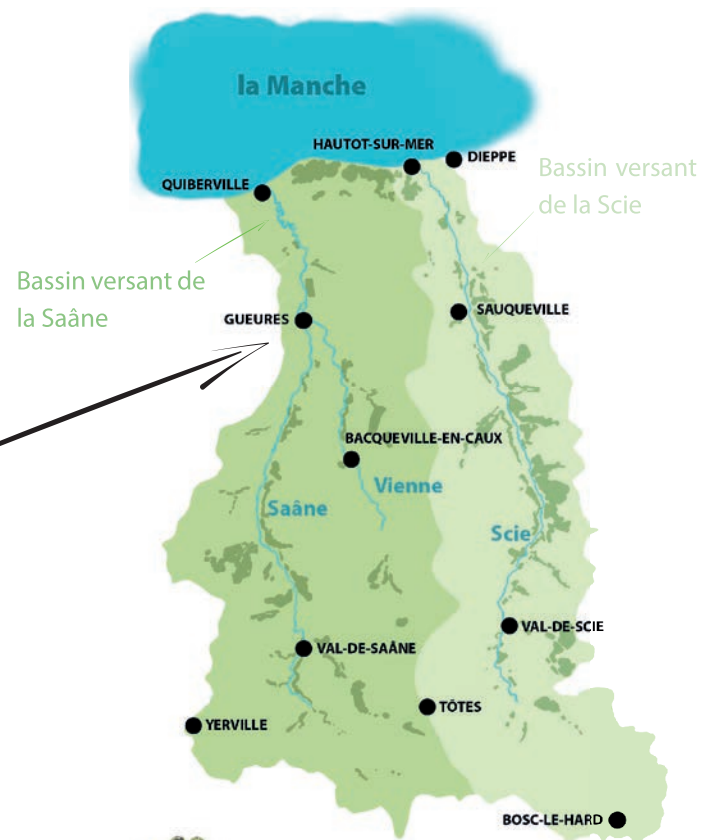 la Manche
HAUTOT-SUR-MER
DIEPPE
Bassin versant
de la Scie
QUIBERVILLE
Bassin versant de
la Saâne
GUEURES
SAUQUEVILLE
BACQUEVILLE-EN-CAUX
Vienne
Saâne
Scie
VAL-DE-SCIE
VAL-DE-SAÂNE
TÔTES
YERVILLE
BOSC-LE-HARD